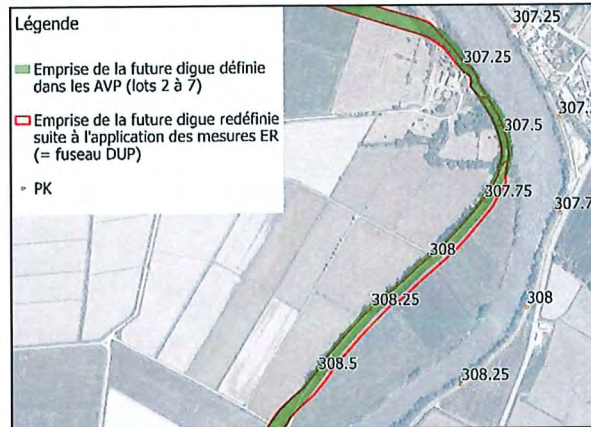 Légende
Emprise de la future digue définie
dans les AVP (lots 2 à 7)
Emprise de la future digue redéfinie
suite à l'application des mesures ER
(= fuseau DUP)
PK
307.25
307.25
307.5
307.5
307.75
308
308
308.25
308.25
308.5